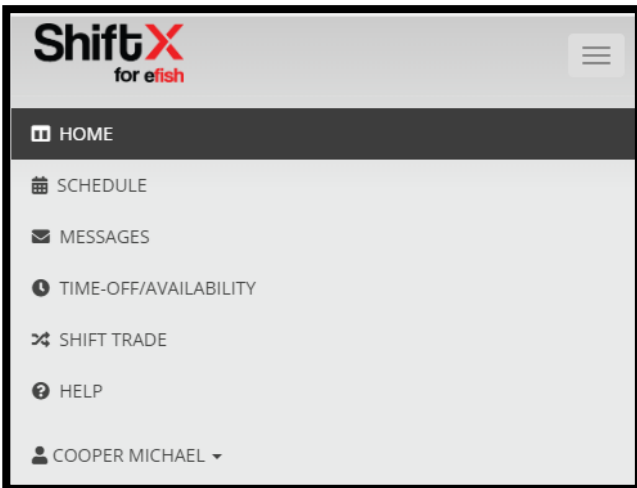 ShiftX
for efish
HOME
SCHEDULE
MESSAGES
TIME-OFF/AVAILABILITY
SHIFT TRADE
HELP
COOPER MICHAEL